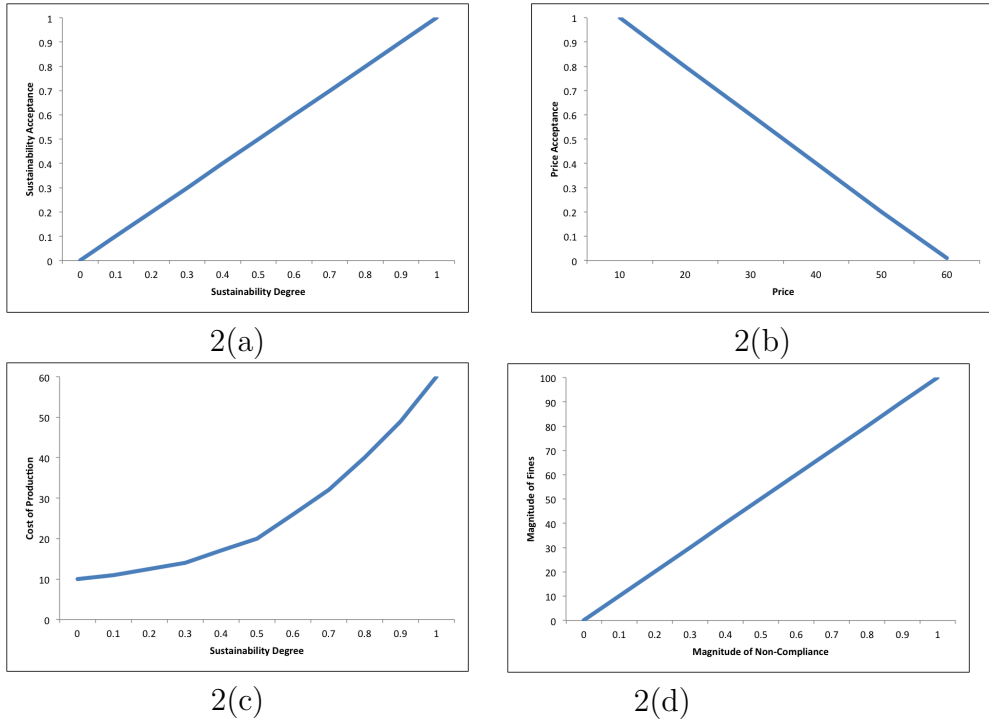 1
0.9
0.8
0.7
0.6
0.5
0.4
0.3
0.2
0.1
0
Sustainability Acceptance
0 0.1 0.2 0.3 0.4 0.5 0.6 0.7 0.8 0.9 1
Sustainability Degree
2(a)
1
0.9
0.8
0.7
0.6
0.5
0.4
0.3
0.2
0.1
0
Price Acceptance
10 20 30 40 50 60
Price
2(b)
60
50
40
30
20
10
0
Cost of Production
0 0.1 0.2 0.3 0.4 0.5 0.6 0.7 0.8 0.9 1
Sustainability Degree
2(c)
100
90
80
70
60
50
40
30
20
10
0
Magnitude of Fines
0 0.1 0.2 0.3 0.4 0.5 0.6 0.7 0.8 0.9 1
Magnitude of Non-Compliance
2(d)